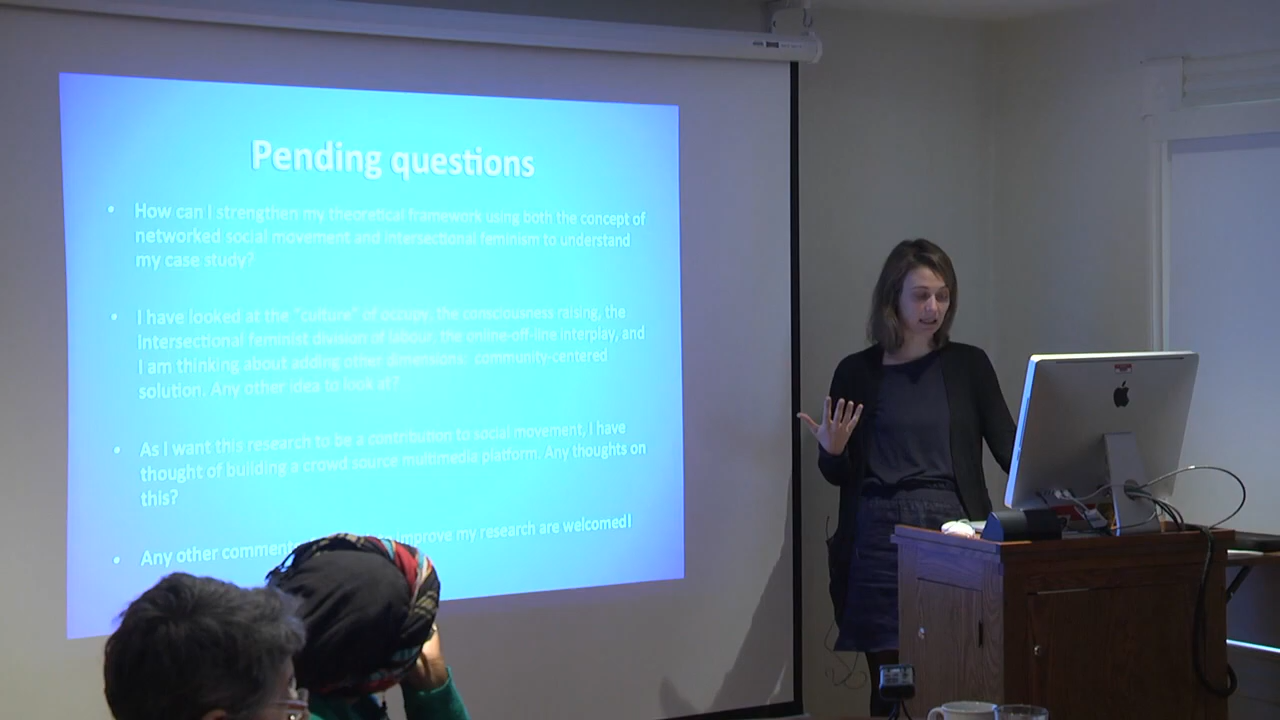 Pending questions
• How can I strengthen my theoretical framework using both the concept of
networked social movement and intersectional feminism to understand
my case study?
• I have looked at the "culture" of occupy: the consciousness raising, the
intersectional feminist division of labour, the online-off-line interplay, and
I am thinking about adding other dimensions: community-centered
solution. Any other idea to look at?
• As I want this research to be a contribution to social movement, I have
thought of building a crowd source multimedia platform. Any thoughts on
this?
• Any other comments improve my research are welcomed!